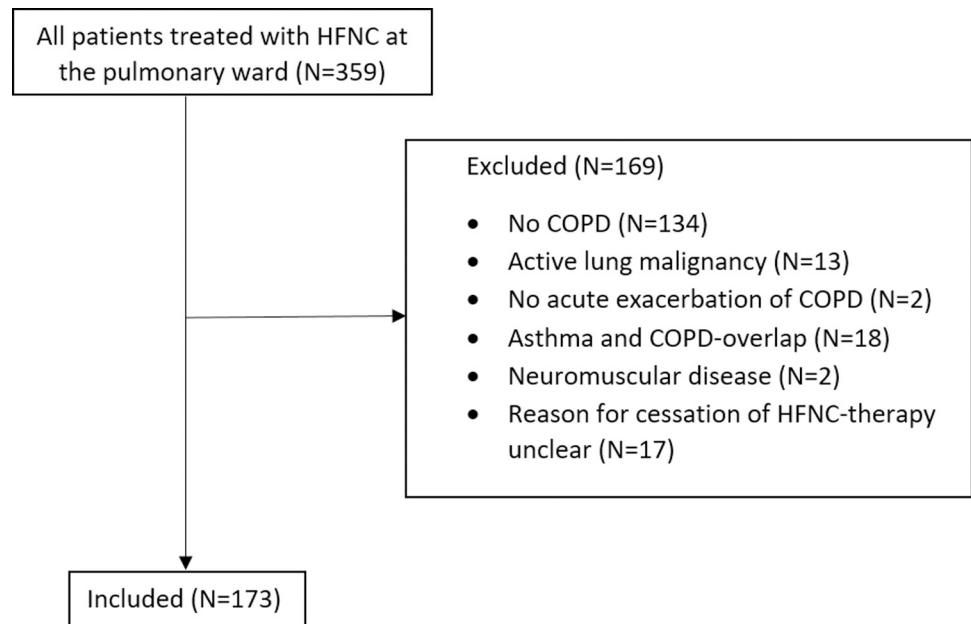 All patients treated with HFNC at
the pulmonary ward (N=359)
Excluded (N=169)
• No COPD (N=134)
• Active lung malignancy (N=13)
• No acute exacerbation of COPD (N=2)
• Asthma and COPD-overlap (N=18)
• Neuromuscular disease (N=2)
• Reason for cessation of HFNC-therapy
unclear (N=17)
Included (N=173)